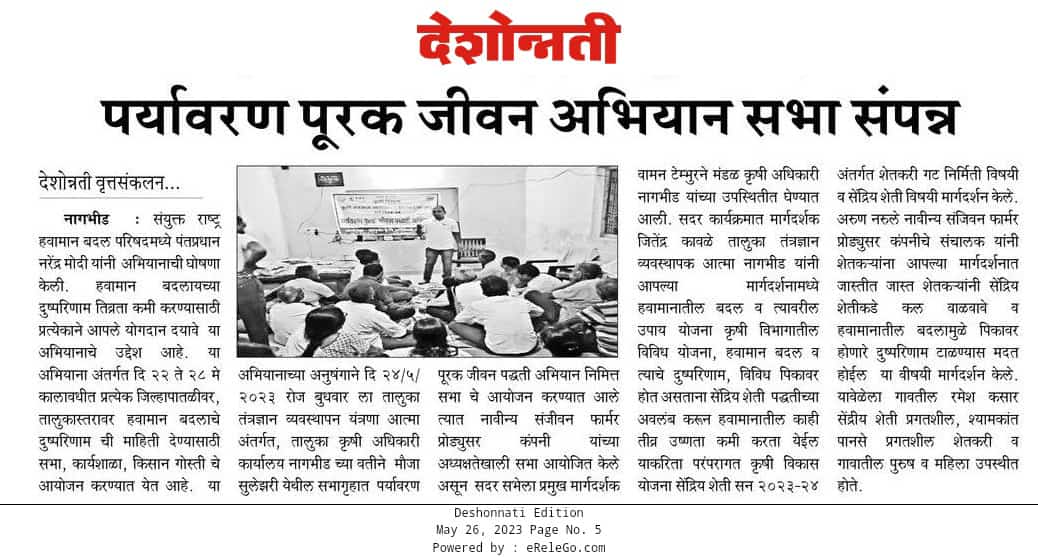 देशोन्नती
पर्यावरण पूरक जीवन अभियान सभा संपन्न
देशोन्नती वृत्तसंकलन...
नागभीड : संयुक्त राष्ट्र
हवामान बदल परिषदमध्ये पंतप्रधान
नरेंद्र मोदी यांनी अभियानाची घोषणा
केली. हवामान बदलायच्या
दुष्परिणाम तिव्रता कमी करण्यासाठी
प्रत्येकाने आपले योगदान दयावे या
अभियानाचे उद्देश आहे. या
अभियाना अंतर्गत दि २२ ते २८ मे
कालावधीत प्रत्येक जिल्हापातळीवर,
तालुकास्तरावर हवामान बदलाचे
दुष्परिणाम ची माहिती देण्यासाठी
सभा, कार्यशाळा, किसान गोस्ती चे
आयोजन करण्यात येत आहे. या
अभियानाच्या अनुषंगाने दि २४/५/
२०२३ रोज बुधवार ला तालुका
तंत्रज्ञान व्यवस्थापन यंत्रणा आत्मा
अंतर्गत, तालुका कृषी अधिकारी
कार्यालय नागभीड च्या वतीने मौजा
सुलेझरी येथील सभागृहात पर्यावरण
पूरक जीवन पद्धती अभियान निमित्त
सभा चे आयोजन करण्यात आले
त्यात नावीन्य संजीवन फार्मर
प्रोड्युसर कंपनी यांच्या
अध्यक्षतेखाली सभा आयोजित केले
असून सदर सभेला प्रमुख मार्गदर्शक
वामन टेम्मुरने मंडळ कृषी अधिकारी
नागभीड यांच्या उपस्थितीत घेण्यात
आली. सदर कार्यक्रमात मार्गदर्शक
जितेंद्र कावळे तालुका तंत्रज्ञान
व्यवस्थापक आत्मा नागभीड यांनी
आपल्या मार्गदर्शनामध्ये
हवामानातील बदल व त्यावरील
उपाय योजना कृषी विभागातील
विविध योजना, हवामान बदल व
त्याचे दुष्परिणाम, विविध पिकावर
होत असताना सेंद्रिय शेती पद्धतीच्या
अवलंब करून हवामानातील काही
तीव्र उष्णता कमी करता येईल
याकरिता परंपरागत कृषी विकास
योजना सेंद्रिय शेती सन २०२३-२४
अंतर्गत शेतकरी गट निर्मिती विषयी
व सेंद्रिय शेती विषयी मार्गदर्शन केले.
अरुण नरुले नावीन्य संजिवन फार्मर
प्रोड्युसर कंपनीचे संचालक यांनी
शेतकऱ्यांना आपल्या मार्गदर्शनात
जास्तीत जास्त शेतकऱ्यांनी सेंद्रिय
शेतीकडे कल वाळवावे व
हवामानातील बदलामुळे पिकावर
होणारे दुष्परिणाम टाळण्यास मदत
होईल या वीषयी मार्गदर्शन केले.
यावेळेला गावतील रमेश कसार
सेंद्रीय शेती प्रगतशील, श्यामकांत
पानसे प्रगतशील शेतकरी व
गावातील पुरुष व महिला उपस्थीत
होते.
Deshonnati Edition
May 26, 2023 Page No. 5
Powered by : eReleGo.com